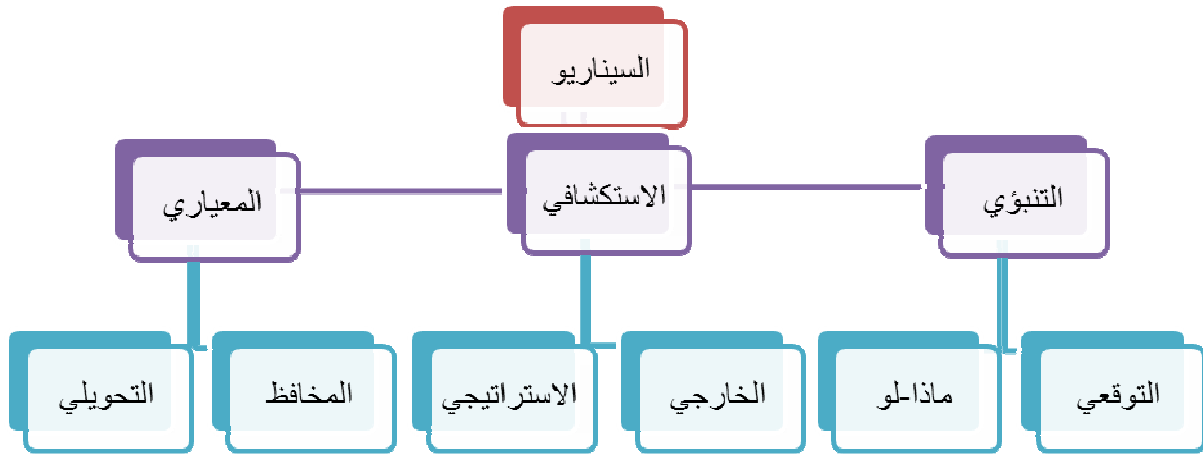 السيناريو
التنبؤي
الاستكشافي
المعياري
التوقعي
ماذا-لو
الخارجي
الاستراتيجي
المخافظ
التحويلي